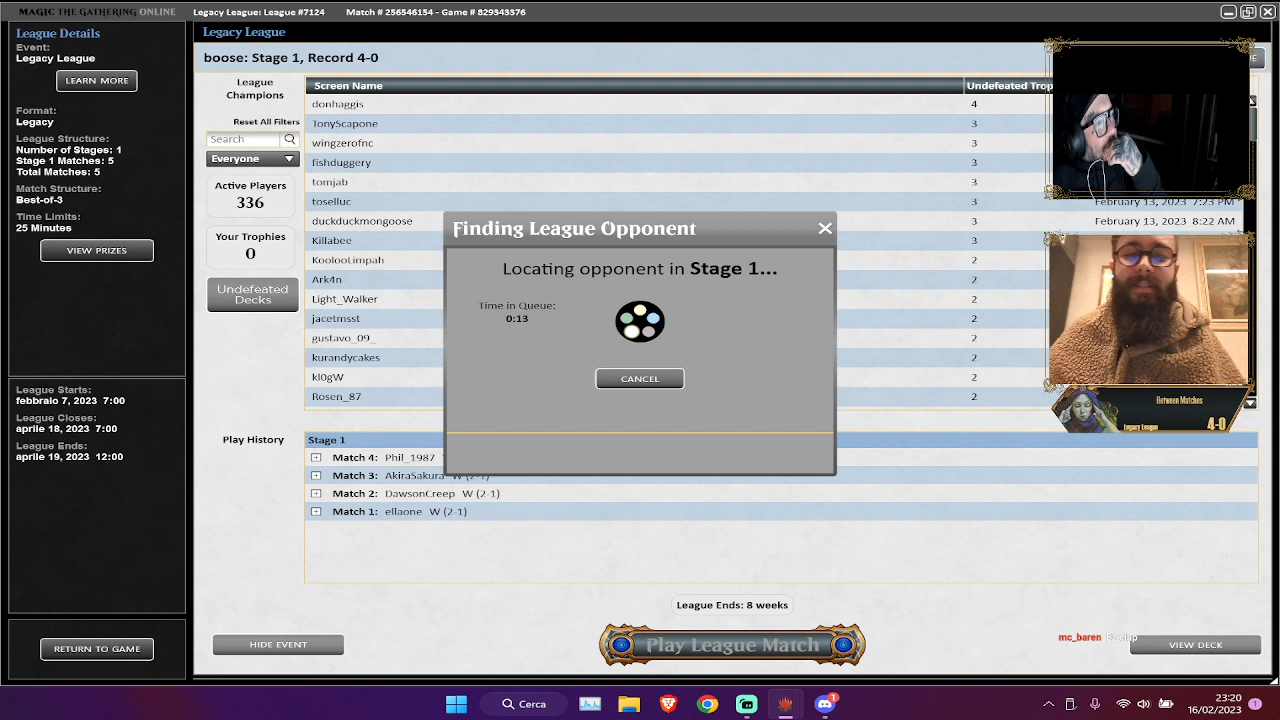 MAGIC THE GATHERING ONLINE
Legacy League: League #7124
Match # 256546154 - Game # 829343376
League Details
Event:
Legacy League
LEARN MORE
Format:
Legacy
League Structure:
Number of Stages: 1
Stage 1 Matches: 5
Total Matches: 5
Match Structure:
Best-of-3
Time Limits:
25 Minutes
VIEW PRIZES
League Starts:
febbraio 7, 2023 7:00
League Closes:
aprile 18, 2023 7:00
League Ends:
aprile 19, 2023 12:00
RETURN TO GAME
Legacy League
boose: Stage 1, Record 4-0
League
Champions
Reset All Filters
Search
Everyone
Active Players
336
Your Trophies
0
Undefeated
Decks
Screen Name
Undefeated Trop
donhaggis 4
TonyScapone 3
wingzerofnc 3
fishduggery 3
tomjab 3
toselluc 3 February 13, 2023 7:23 PM
duckduckmongoose 3 February 13, 2023 8:22 AM
Killabee 3
KoolooLimpah 2
Ark4n 2
Light_Walker 2
jacetmsst 2
gustavo_09_ 2
kurandycakes 2
kl0gW 2
Rosen_87 2
Finding League Opponent
Locating opponent in Stage 1...
Time in Queue:
0:13
CANCEL
Between Matches
Legacy League
4-0
Play History
Stage 1
Match 4: Phil_1987
Match 3: AkiraSakura W (2-1)
Match 2: DawsonCreep W (2-1)
Match 1: ellaone W (2-1)
League Ends: 8 weeks
HIDE EVENT
Play League Match
mc_baren EZ clap
VIEW DECK
Cerca
1
23:20
16/02/2023
1